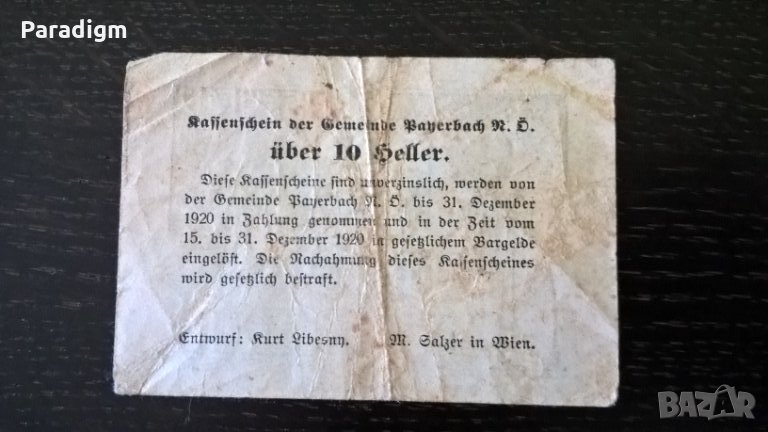 Paradigm
Kassenschein der Gemeinde Payerbach N. Ö.
über 10 Heller.
Diese Kassenscheine sind unverzinslich, werden von
der Gemeinde Payerbach N. Ö. bis 31. Dezember
1920 in Zahlung genommen und in der Zeit vom
15. bis 31. Dezember 1920 in gesetzlichem Bargelde
eingelöst. Die Nachahmung dieses Kassenscheines
wird gesetzlich bestraft.
Entwurf: Kurt Libesny. M. Salzer in Wien.
BAZAR